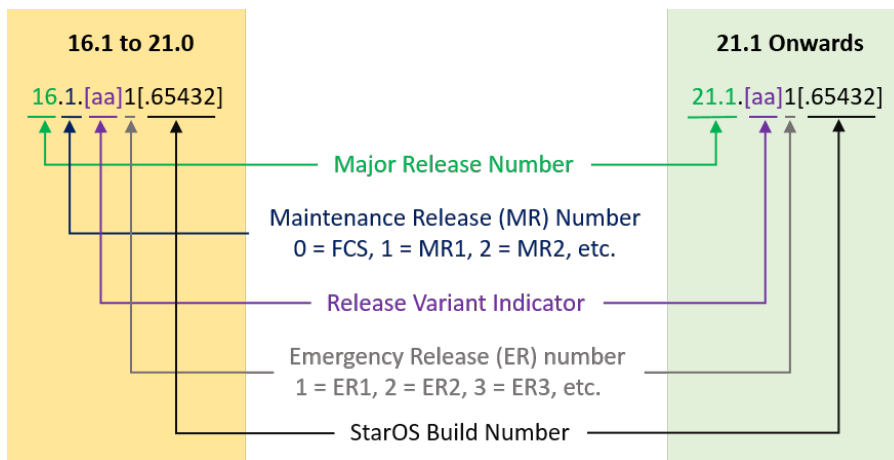 16.1 to 21.0
21.1 Onwards
16.1.[aa]1[.65432]
21.1.[aa]1[.65432]
Major Release Number
Maintenance Release (MR) Number
0 = FCS, 1 = MR1, 2 = MR2, etc.
Release Variant Indicator
Emergency Release (ER) number
1 = ER1, 2 = ER2, 3 = ER3, etc.
StarOS Build Number